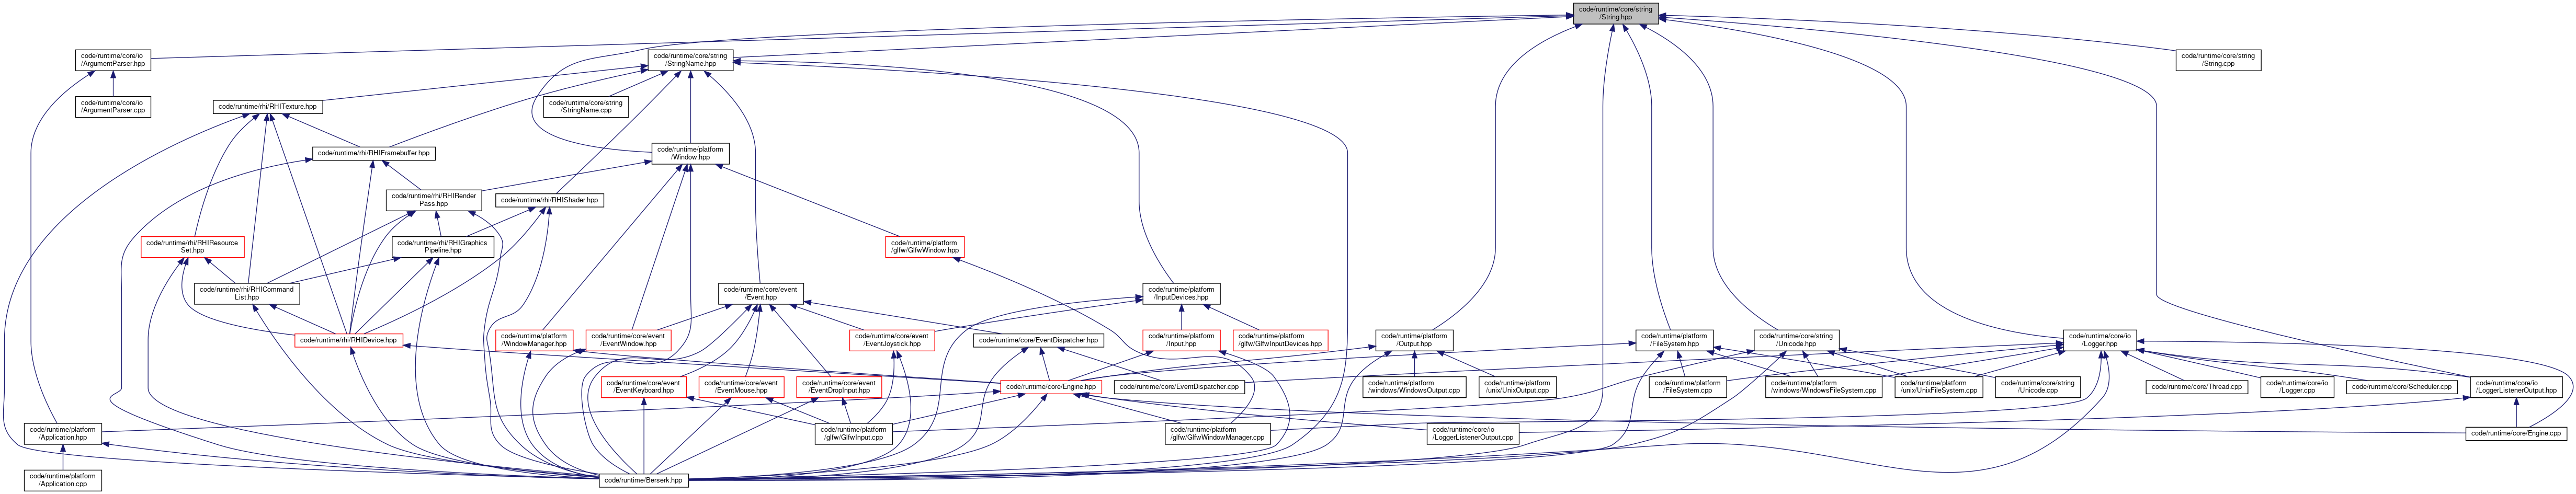 code/runtime/core/string
/String.hpp
code/runtime/core/io
/ArgumentParser.hpp
code/runtime/core/string
/StringName.hpp
code/runtime/core/string
/String.cpp
code/runtime/core/io
/ArgumentParser.cpp
code/runtime/rhi/RHITexture.hpp
code/runtime/core/string
/StringName.cpp
code/runtime/rhi/RHIFramebuffer.hpp
code/runtime/platform
/Window.hpp
code/runtime/rhi/RHIRender
Pass.hpp
code/runtime/rhi/RHIShader.hpp
code/runtime/rhi/RHIResource
Set.hpp
code/runtime/rhi/RHIGraphics
Pipeline.hpp
code/runtime/platform
/glfw/GlfwWindow.hpp
code/runtime/rhi/RHICommand
List.hpp
code/runtime/core/event
/Event.hpp
code/runtime/platform
/InputDevices.hpp
code/runtime/rhi/RHIDevice.hpp
code/runtime/platform
/WindowManager.hpp
code/runtime/core/event
/EventWindow.hpp
code/runtime/core/event
/EventJoystick.hpp
code/runtime/core/EventDispatcher.hpp
code/runtime/platform
/Input.hpp
code/runtime/platform
/glfw/GlfwInputDevices.hpp
code/runtime/platform
/Output.hpp
code/runtime/platform
/FileSystem.hpp
code/runtime/core/string
/Unicode.hpp
code/runtime/core/io
/Logger.hpp
code/runtime/core/event
/EventKeyboard.hpp
code/runtime/core/event
/EventMouse.hpp
code/runtime/core/event
/EventDropInput.hpp
code/runtime/core/Engine.hpp
code/runtime/core/EventDispatcher.cpp
code/runtime/platform
/windows/WindowsOutput.cpp
code/runtime/platform
/unix/UnixOutput.cpp
code/runtime/platform
/FileSystem.cpp
code/runtime/platform
/windows/WindowsFileSystem.cpp
code/runtime/platform
/unix/UnixFileSystem.cpp
code/runtime/core/string
/Unicode.cpp
code/runtime/core/Thread.cpp
code/runtime/core/io
/Logger.cpp
code/runtime/core/Scheduler.cpp
code/runtime/core/io
/LoggerListenerOutput.hpp
code/runtime/platform
/Application.hpp
code/runtime/platform
/glfw/GlfwInput.cpp
code/runtime/platform
/glfw/GlfwWindowManager.cpp
code/runtime/core/io
/LoggerListenerOutput.cpp
code/runtime/core/Engine.cpp
code/runtime/platform
/Application.cpp
code/runtime/Berserk.hpp